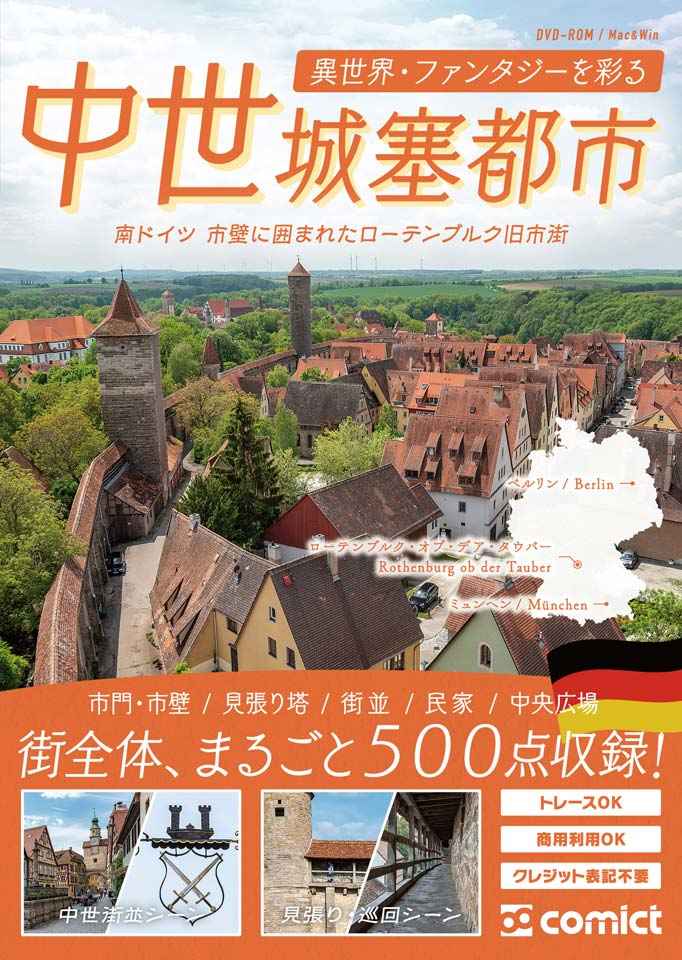 DVD-ROM / Mac&Win
異世界・ファンタジーを彩る
中世城塞都市
南ドイツ 市壁に囲まれたローテンブルク旧市街
ベルリン / Berlin
ローテンブルク・オプ・デア・タウバー
Rothenburg ob der Tauber
ミュンヘン / München
市門・市壁 / 見張り塔 / 街並 / 民家 / 中央広場
街全体、まるごと500点収録!
中世街並シーン
見張り・巡回シーン
トレースOK
商用利用OK
クレジット表記不要
comict